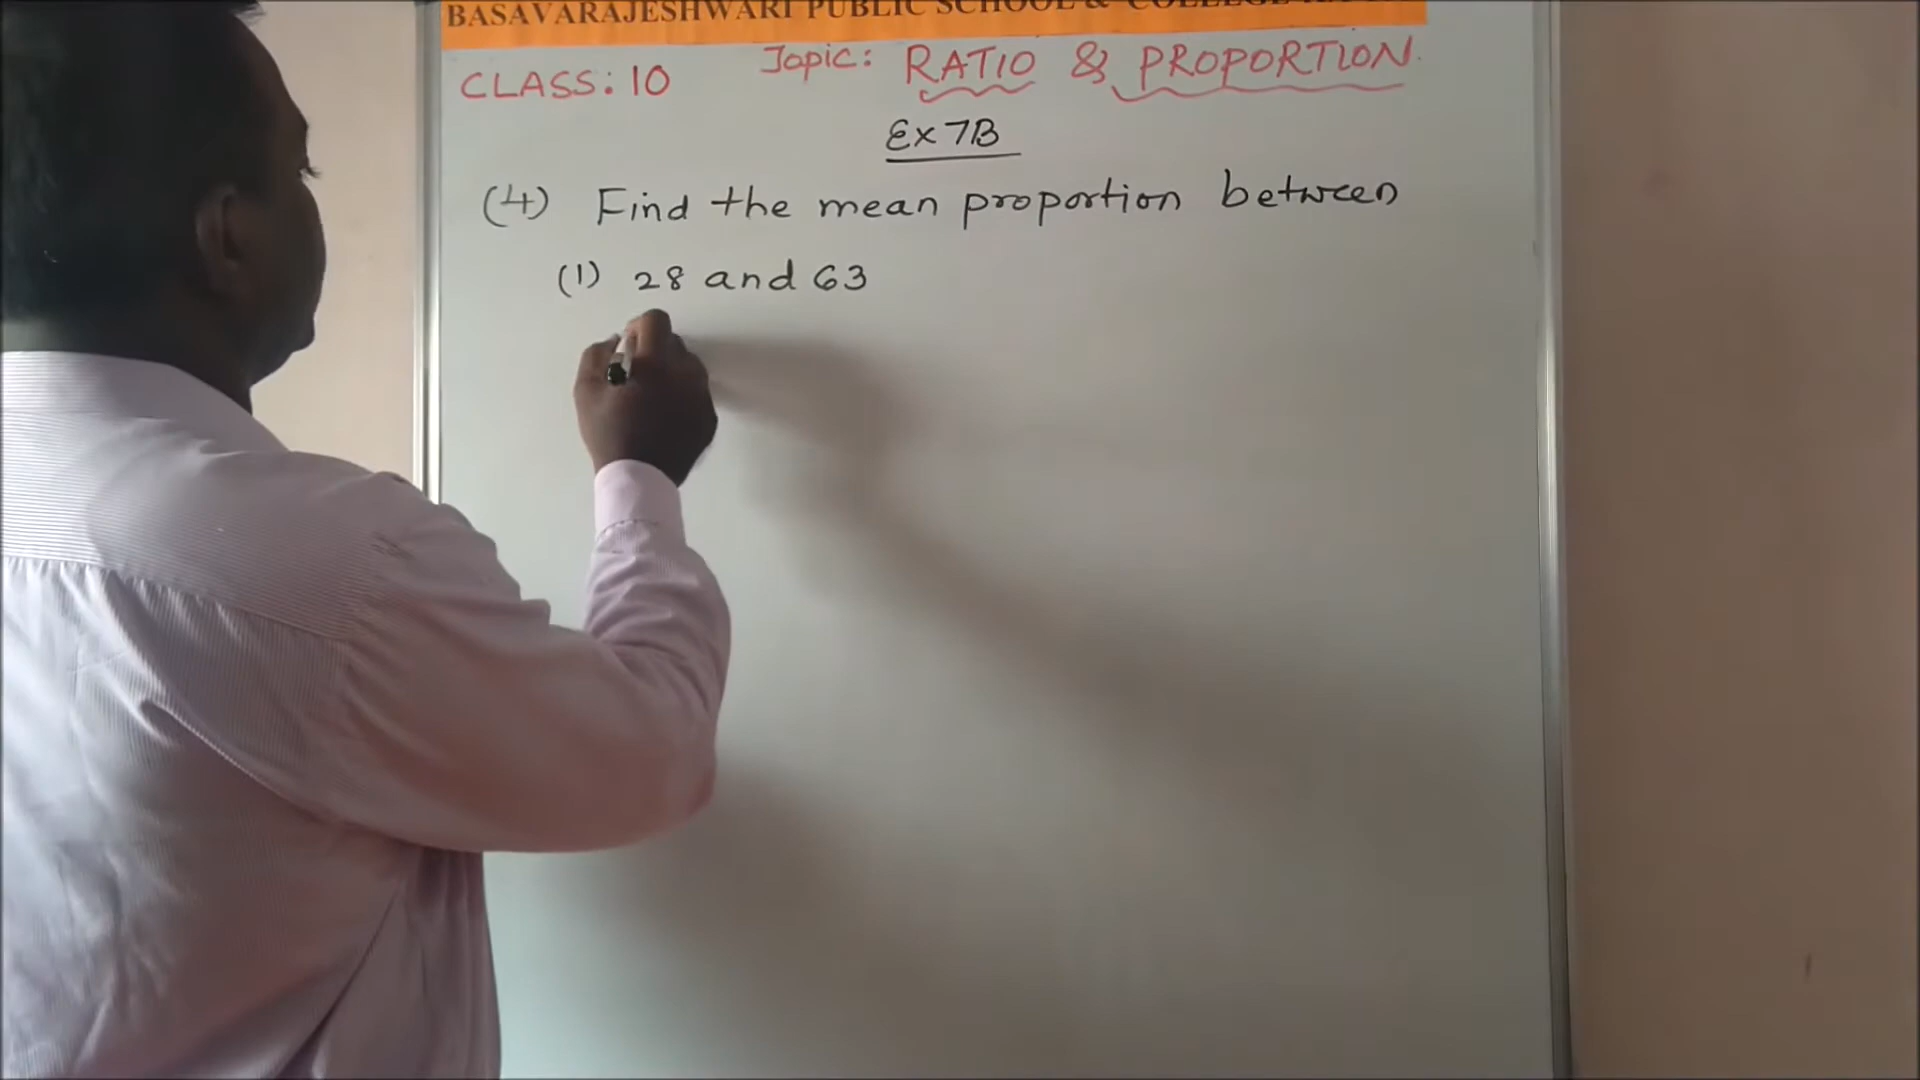 BASAVARAJESHWARI PUBLIC SCHOOL & COLLEGE
CLASS: 10 Topic: RATIO & PROPORTION.
Ex 7B
(4) Find the mean proportion between
(1) 28 and 63